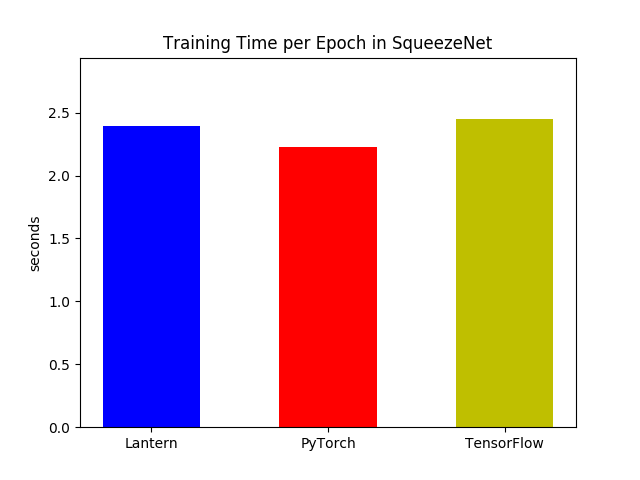 Training Time per Epoch in SqueezeNet
seconds
2.5
2.0
1.5
1.0
0.5
0.0
Lantern PyTorch TensorFlow